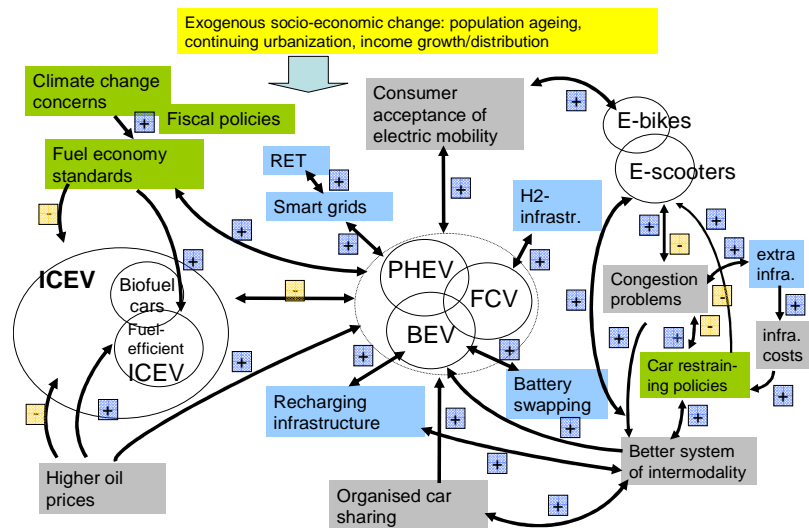 Exogenous socio-economic change: population ageing,
continuing urbanization, income growth/distribution
Climate change
concerns
+
Fiscal policies
Fuel economy
standards
Consumer
acceptance of
electric mobility
+
E-bikes
E-scooters
RET
+
Smart grids
+
H2-
infrastr.
+
-
+
+
+
-
+
ICEV
Biofuel
cars
+
Fuel-
efficient
ICEV
-
PHEV
FCV
BEV
+
Congestion
problems
+
extra
infra.
-
+
infra.
costs
+
-
Car restrain-
ing policies
+
+
-
+
+
+
Recharging
infrastructure
Battery
swapping
+
+
+
+
+
Higher oil
prices
Organised car
sharing
+
Better system
of intermodality